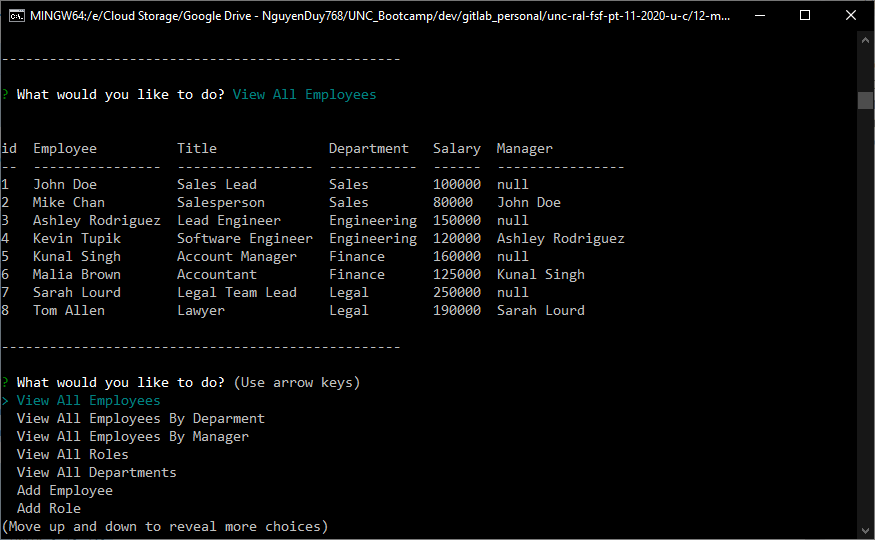 MINGW64:/e/Cloud Storage/Google Drive - NguyenDuy768/UNC_Bootcamp/dev/gitlab_personal/unc-ral-fsf-pt-11-2020-u-c/12-m...
--------------------------------------------------
? What would you like to do? View All Employees
id  Employee          Title              Department   Salary  Manager
--  ----------------  -----------------  -----------  ------  ----------------
1   John Doe          Sales Lead         Sales        100000  null
2   Mike Chan         Salesperson        Sales        80000   John Doe
3   Ashley Rodriguez  Lead Engineer      Engineering  150000  null
4   Kevin Tupik       Software Engineer  Engineering  120000  Ashley Rodriguez
5   Kunal Singh       Account Manager    Finance      160000  null
6   Malia Brown       Accountant         Finance      125000  Kunal Singh
7   Sarah Lourd       Legal Team Lead    Legal        250000  null
8   Tom Allen         Lawyer             Legal        190000  Sarah Lourd
--------------------------------------------------
? What would you like to do? (Use arrow keys)
> View All Employees
  View All Employees By Deparment
  View All Employees By Manager
  View All Roles
  View All Departments
  Add Employee
  Add Role
(Move up and down to reveal more choices)